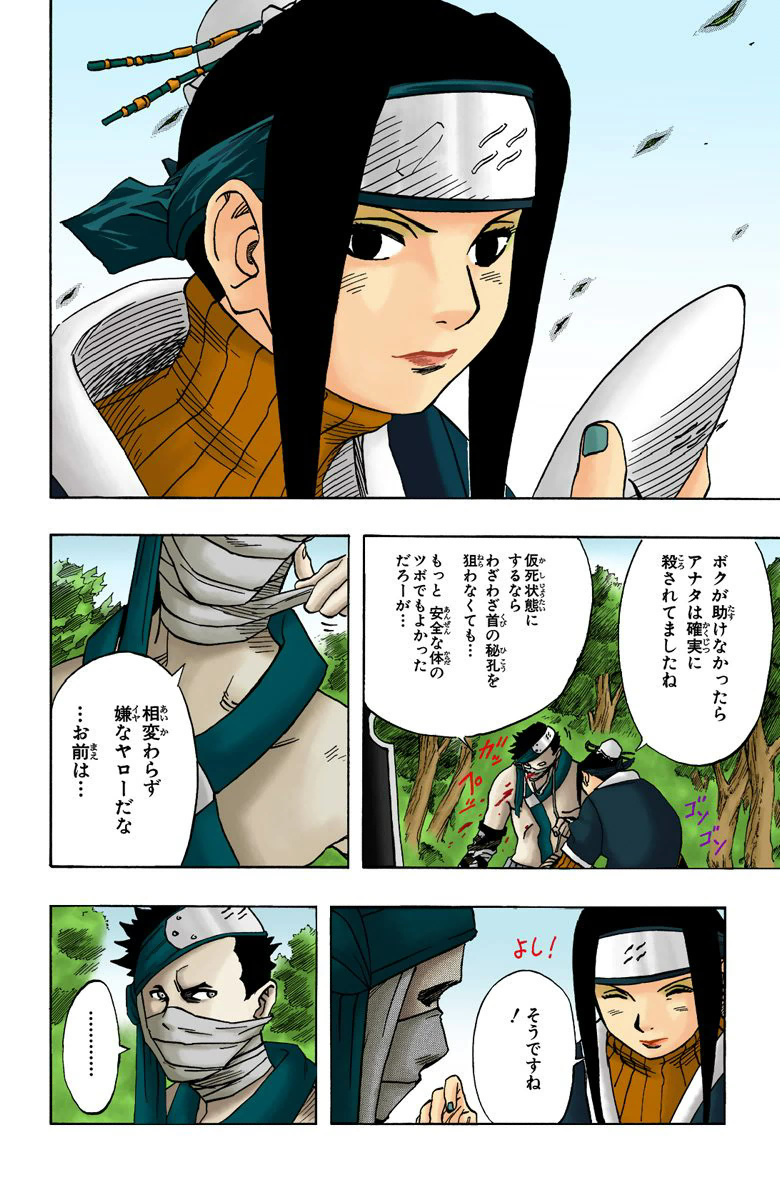 ボクが助けなかったら
アナタは確実に
殺されてましたね
仮死状態に
するなら
わざわざ首の秘孔を
狙わなくても…
もっと 安全な体の
ツボでもよかった
だろーが…
ガッ
ペッ
ゴソ
ゴソ
相変わらず
嫌なヤローだな
…お前は…
よし!
そうですね
!
…………